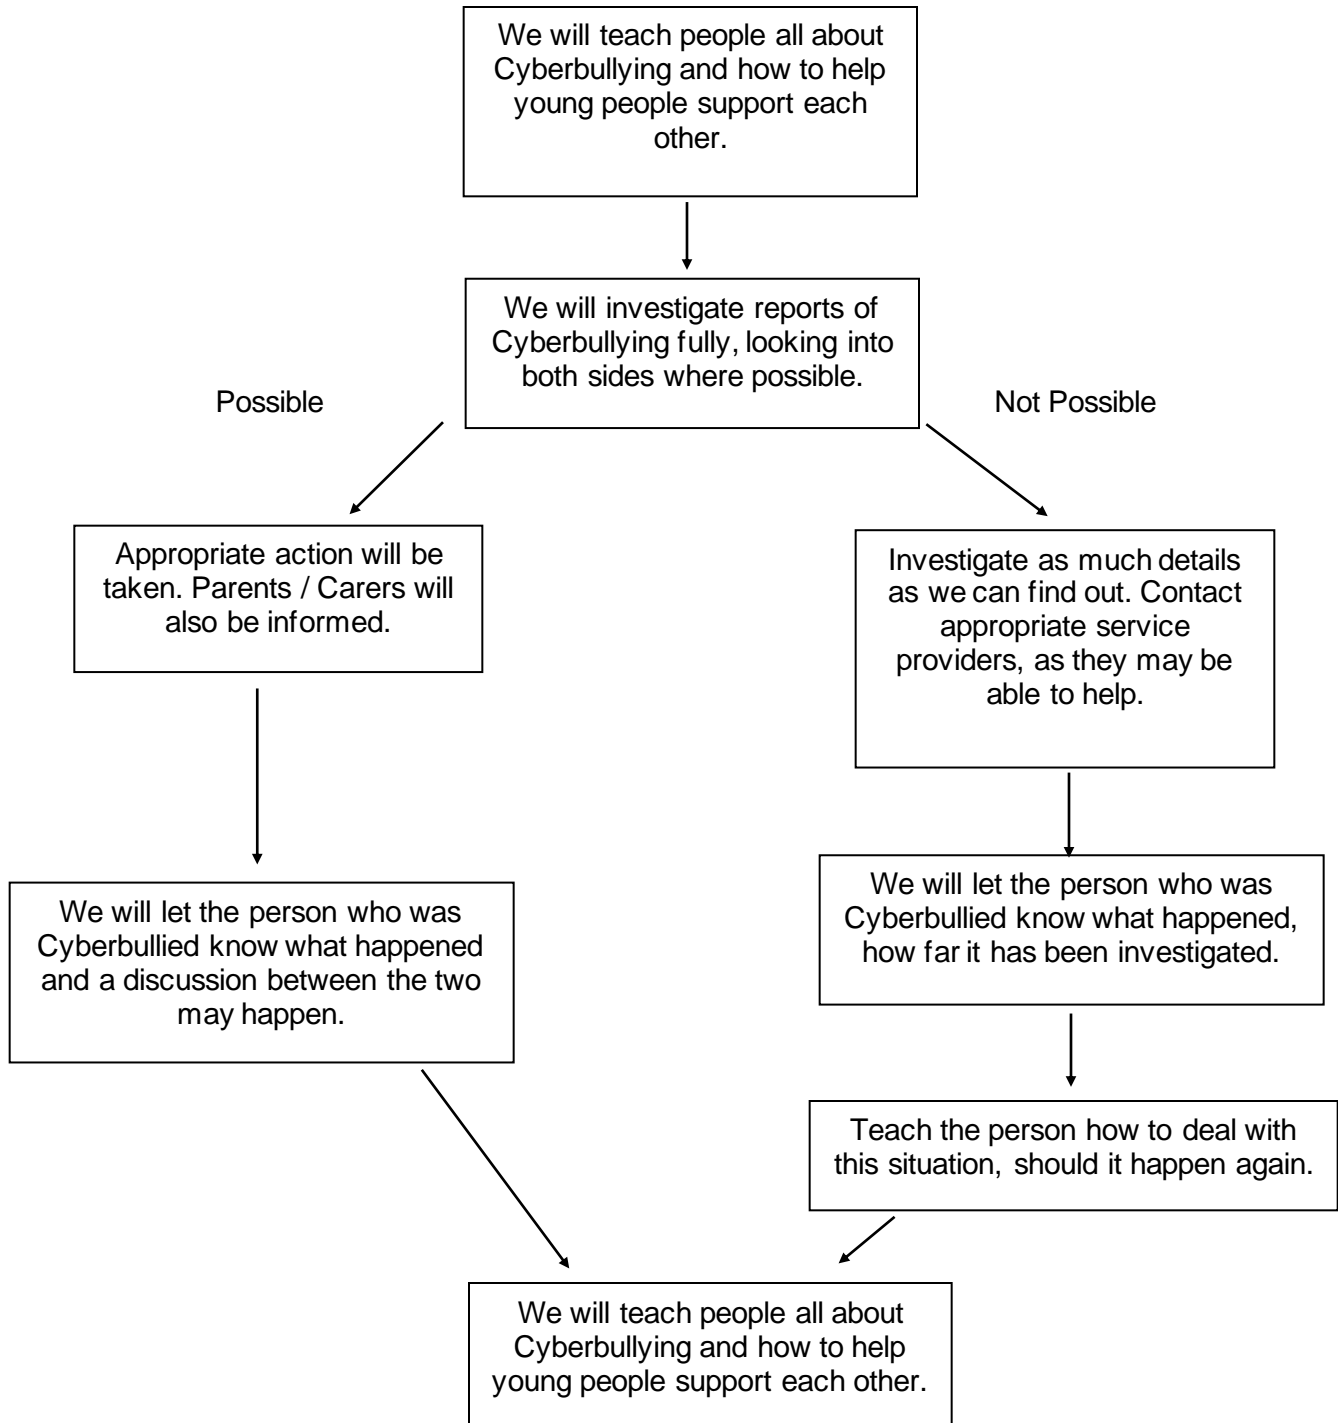 We will teach people all about
Cyberbullying and how to help
young people support each
other.
We will investigate reports of
Cyberbullying fully, looking into
both sides where possible.
Possible
Not Possible
Appropriate action will be
taken. Parents / Carers will
also be informed.
Investigate as much details
as we can find out. Contact
appropriate service
providers, as they may be
able to help.
We will let the person who was
Cyberbullied know what happened
and a discussion between the two
may happen.
We will let the person who was
Cyberbullied know what happened,
how far it has been investigated.
Teach the person how to deal with
this situation, should it happen again.
We will teach people all about
Cyberbullying and how to help
young people support each other.